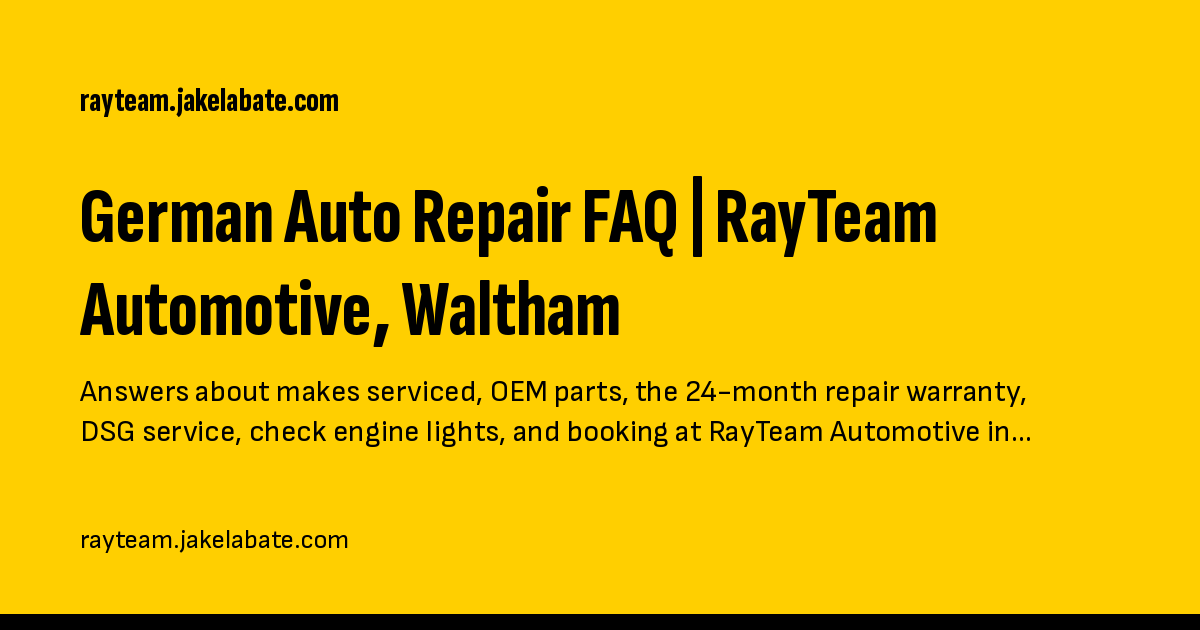 rayteam.jakelabate.com
German Auto Repair FAQ | RayTeam
Automotive, Waltham
Answers about makes serviced, OEM parts, the 24-month repair warranty,
DSG service, check engine lights, and booking at RayTeam Automotive in...
rayteam.jakelabate.com